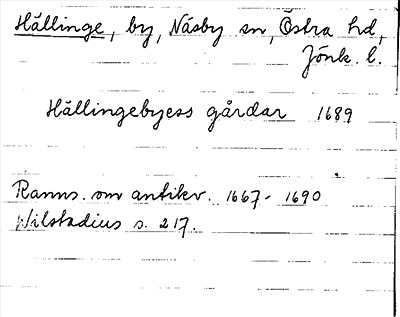 Hällinge, by, Näsby sn, Östra hd,
Jönk. l.
Hällingebyess gårdar 1689
Ranns. om antikv. 1667-1690
Wilstadius s. 217.